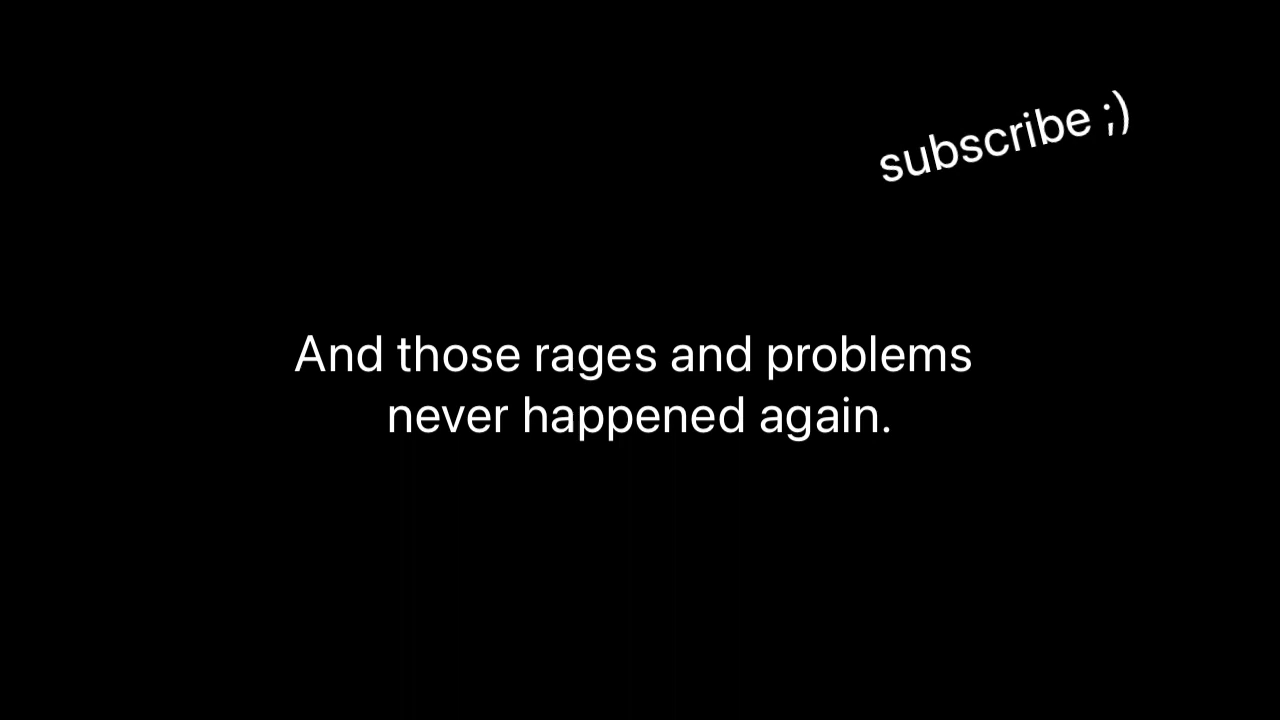 subscribe ;)
And those rages and problems
never happened again.